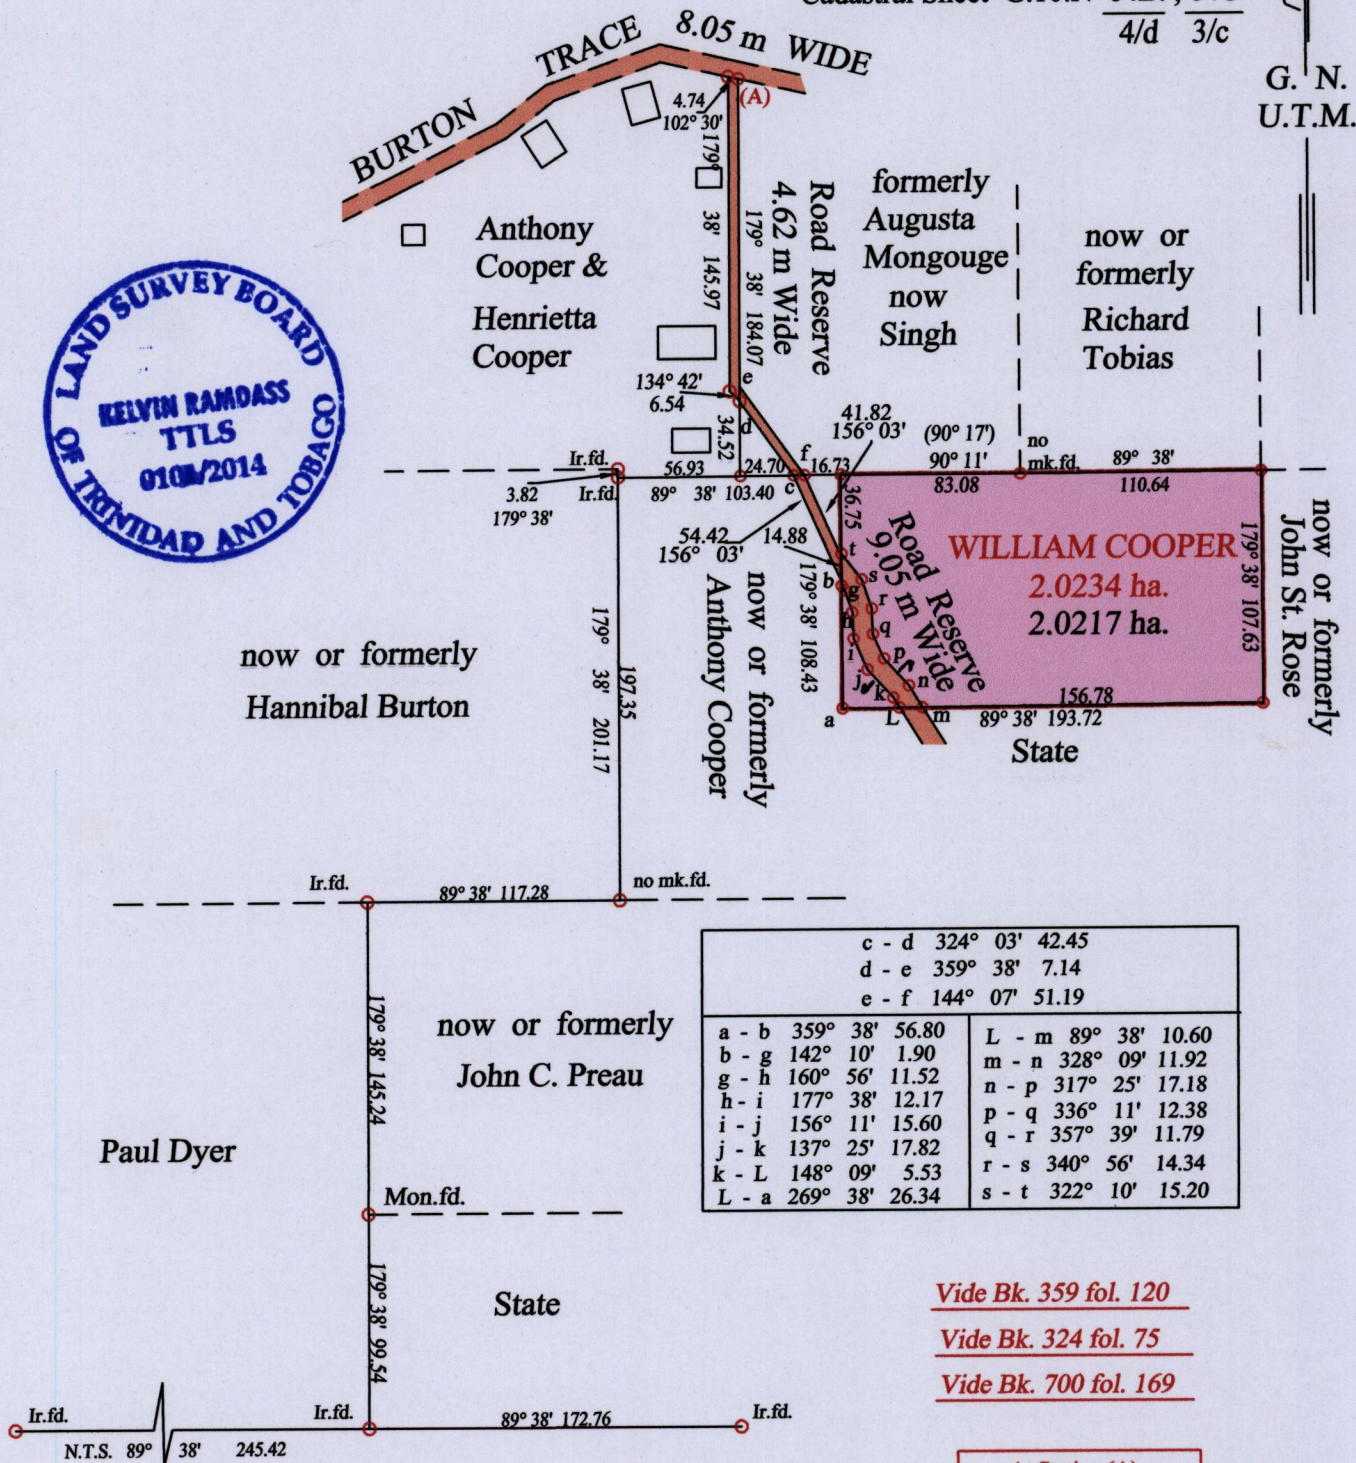 4/d 3/c
G. N.
U.T.M.
BURTON TRACE 8.05 m WIDE
4.74
102° 30'
(A)
179° 38' 145.97
179° 38' 184.07
Road Reserve
4.62 m Wide
Anthony
Cooper &
Henrietta
Cooper
formerly
Augusta
Mongouge
now
Singh
now or
formerly
Richard
Tobias
LAND SURVEY BOARD
OF TRINIDAD AND TOBAGO
KELVIN RAMDASS
TTLS
134° 42'
6.54
e
d
34.52
41.82
156° 03'
(90° 17')
90° 11'
83.08
no
mk.fd.
89° 38'
110.64
Ir.fd.
Ir.fd.
3.82
179° 38'
56.93
24.70
f
16.73
89° 38' 103.40
c
36.75
54.42
156° 03'
14.88
t
b
s
g
r
h
q
i
p
j
k
n
a
L
m
Road Reserve
9.05 m Wide
WILLIAM COOPER
2.0234 ha.
2.0217 ha.
179° 38' 107.63
now or formerly
John St. Rose
179° 38' 108.43
156.78
89° 38' 193.72
State
now or formerly
Anthony Cooper
now or formerly
Hannibal Burton
197.35
179° 38' 201.17
Ir.fd.
89° 38' 117.28
no mk.fd.
179° 38' 145.24
now or formerly
John C. Preau
Paul Dyer
Mon.fd.
179° 38' 99.54
State
c - d 324° 03' 42.45
d - e 359° 38' 7.14
e - f 144° 07' 51.19
a - b 359° 38' 56.80
b - g 142° 10' 1.90
g - h 160° 56' 11.52
h - i 177° 38' 12.17
i - j 156° 11' 15.60
j - k 137° 25' 17.82
k - L 148° 09' 5.53
L - a 269° 38' 26.34
L - m 89° 38' 10.60
m - n 328° 09' 11.92
n - p 317° 25' 17.18
p - q 336° 11' 12.38
q - r 357° 39' 11.79
r - s 340° 56' 14.34
s - t 322° 10' 15.20
Vide Bk. 359 fol. 120
Vide Bk. 324 fol. 75
Vide Bk. 700 fol. 169
Ir.fd.
Ir.fd.
89° 38' 172.76
Ir.fd.
N.T.S. 89° 38' 245.42